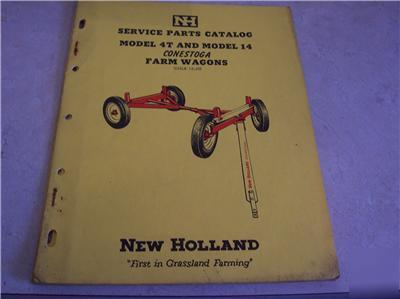 NH
SERVICE PARTS CATALOG
MODEL 4T AND MODEL 14
CONESTOGA
FARM WAGONS
NEW HOLLAND
"First in Grassland Farming"